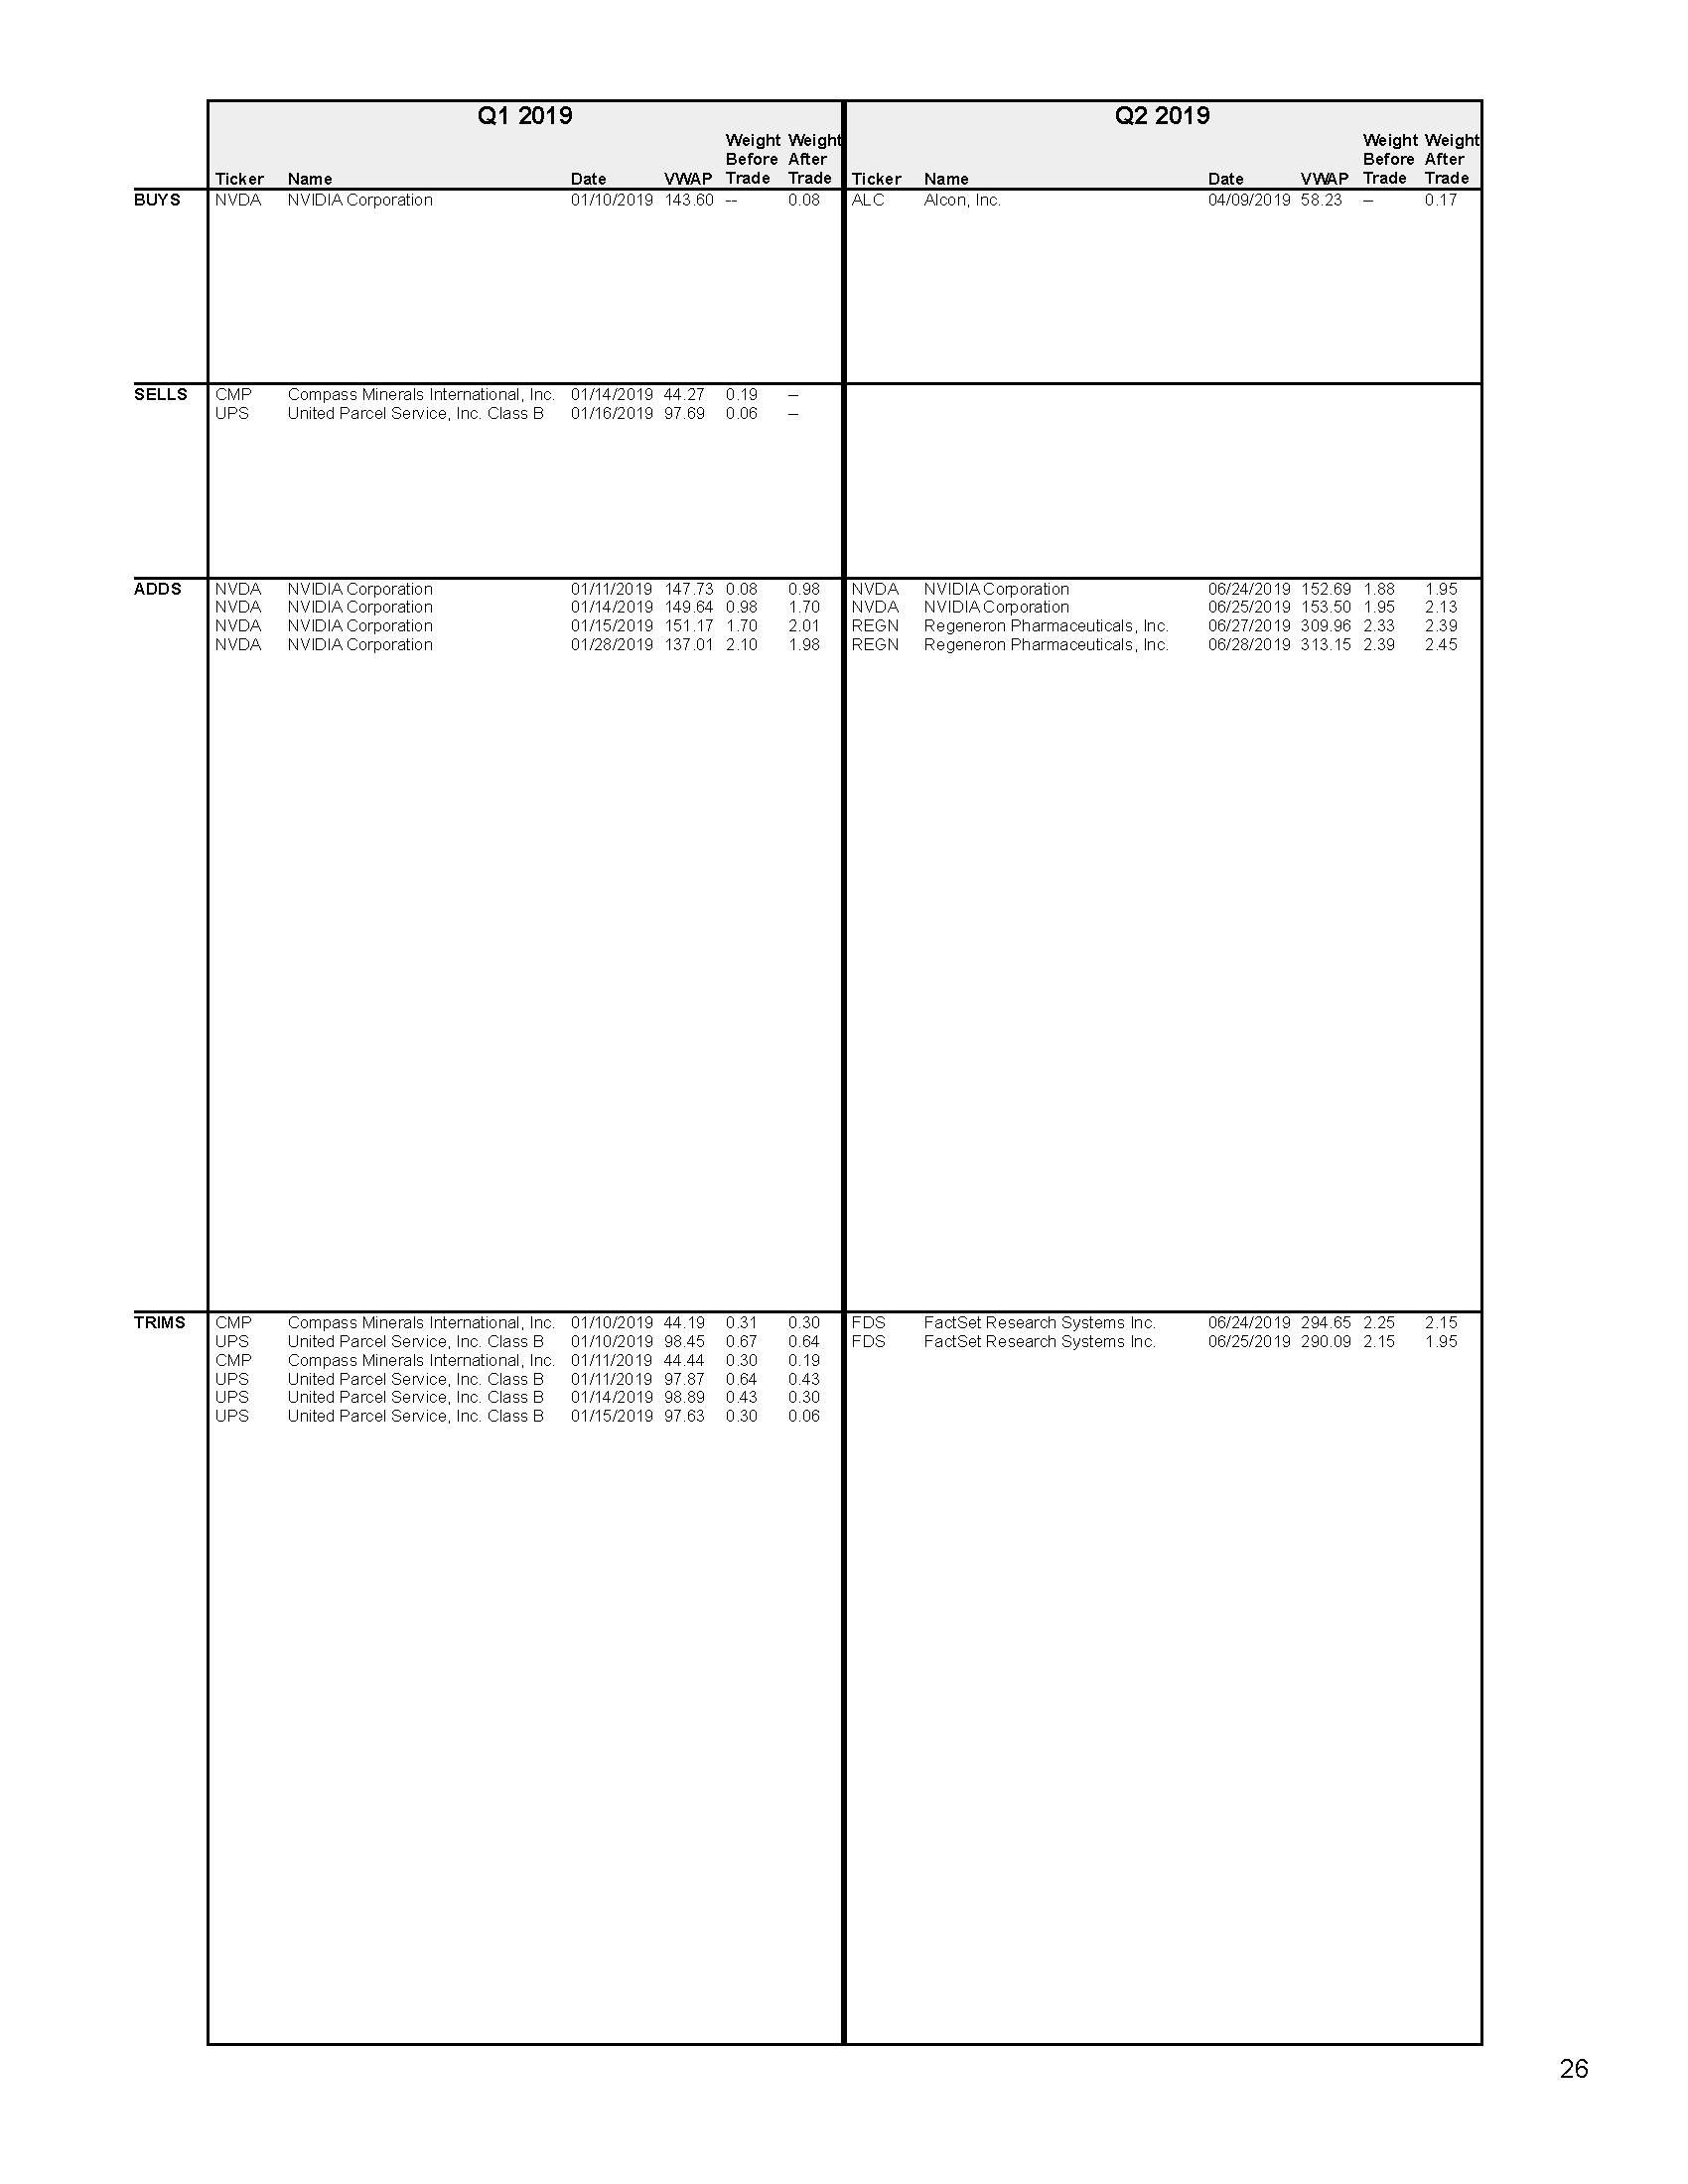 Q1 2019 Q2 2019
Weight Weight Weight Weight
Before After Before After
Ticker Name Date VWAP Trade Trade Ticker Name Date VWAP Trade Trade
BUYS NVDA NVIDIA Corporation 01/10/2019 143.60 -- 0.08 ALC Alcon, Inc. 04/09/2019 58.23 – 0.17
SELLS CMP Compass Minerals International, Inc. 01/14/2019 44.27 0.19 –
UPS United Parcel Service, Inc. Class B 01/16/2019 97.69 0.06 –
ADDS NVDA NVIDIA Corporation 01/11/2019 147.73 0.08 0.98 NVDA NVIDIA Corporation 06/24/2019 152.69 1.88 1.95
NVDA NVIDIA Corporation 01/14/2019 149.64 0.98 1.70 NVDA NVIDIA Corporation 06/25/2019 153.50 1.95 2.13
NVDA NVIDIA Corporation 01/15/2019 151.17 1.70 2.01 REGN Regeneron Pharmaceuticals, Inc. 06/27/2019 309.96 2.33 2.39
NVDA NVIDIA Corporation 01/28/2019 137.01 2.10 1.98 REGN Regeneron Pharmaceuticals, Inc. 06/28/2019 313.15 2.39 2.45
TRIMS CMP Compass Minerals International, Inc. 01/10/2019 44.19 0.31 0.30 FDS FactSet Research Systems Inc. 06/24/2019 294.65 2.25 2.15
UPS United Parcel Service, Inc. Class B 01/10/2019 98.45 0.67 0.64 FDS FactSet Research Systems Inc. 06/25/2019 290.09 2.15 1.95
CMP Compass Minerals International, Inc. 01/11/2019 44.44 0.30 0.19
UPS United Parcel Service, Inc. Class B 01/11/2019 97.87 0.64 0.43
UPS United Parcel Service, Inc. Class B 01/14/2019 98.89 0.43 0.30
UPS United Parcel Service, Inc. Class B 01/15/2019 97.63 0.30 0.06
26